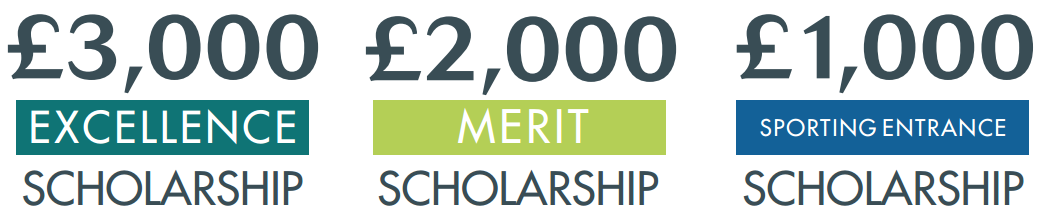 £3,000
EXCELLENCE
SCHOLARSHIP
£2,000
MERIT
SCHOLARSHIP
£1,000
SPORTING ENTRANCE
SCHOLARSHIP